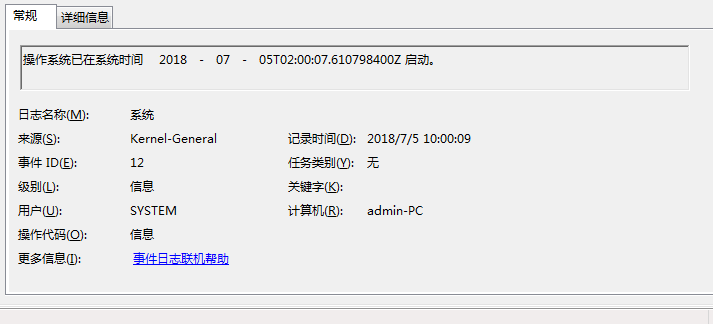 常规 详细信息
操作系统已在系统时间 2018 - 07 - 05T02:00:07.610798400Z 启动。
日志名称(M): 系统
来源(S): Kernel-General 记录时间(D): 2018/7/5 10:00:09
事件 ID(E): 12 任务类别(Y): 无
级别(L): 信息 关键字(K):
用户(U): SYSTEM 计算机(R): admin-PC
操作代码(O): 信息
更多信息(I): 事件日志联机帮助